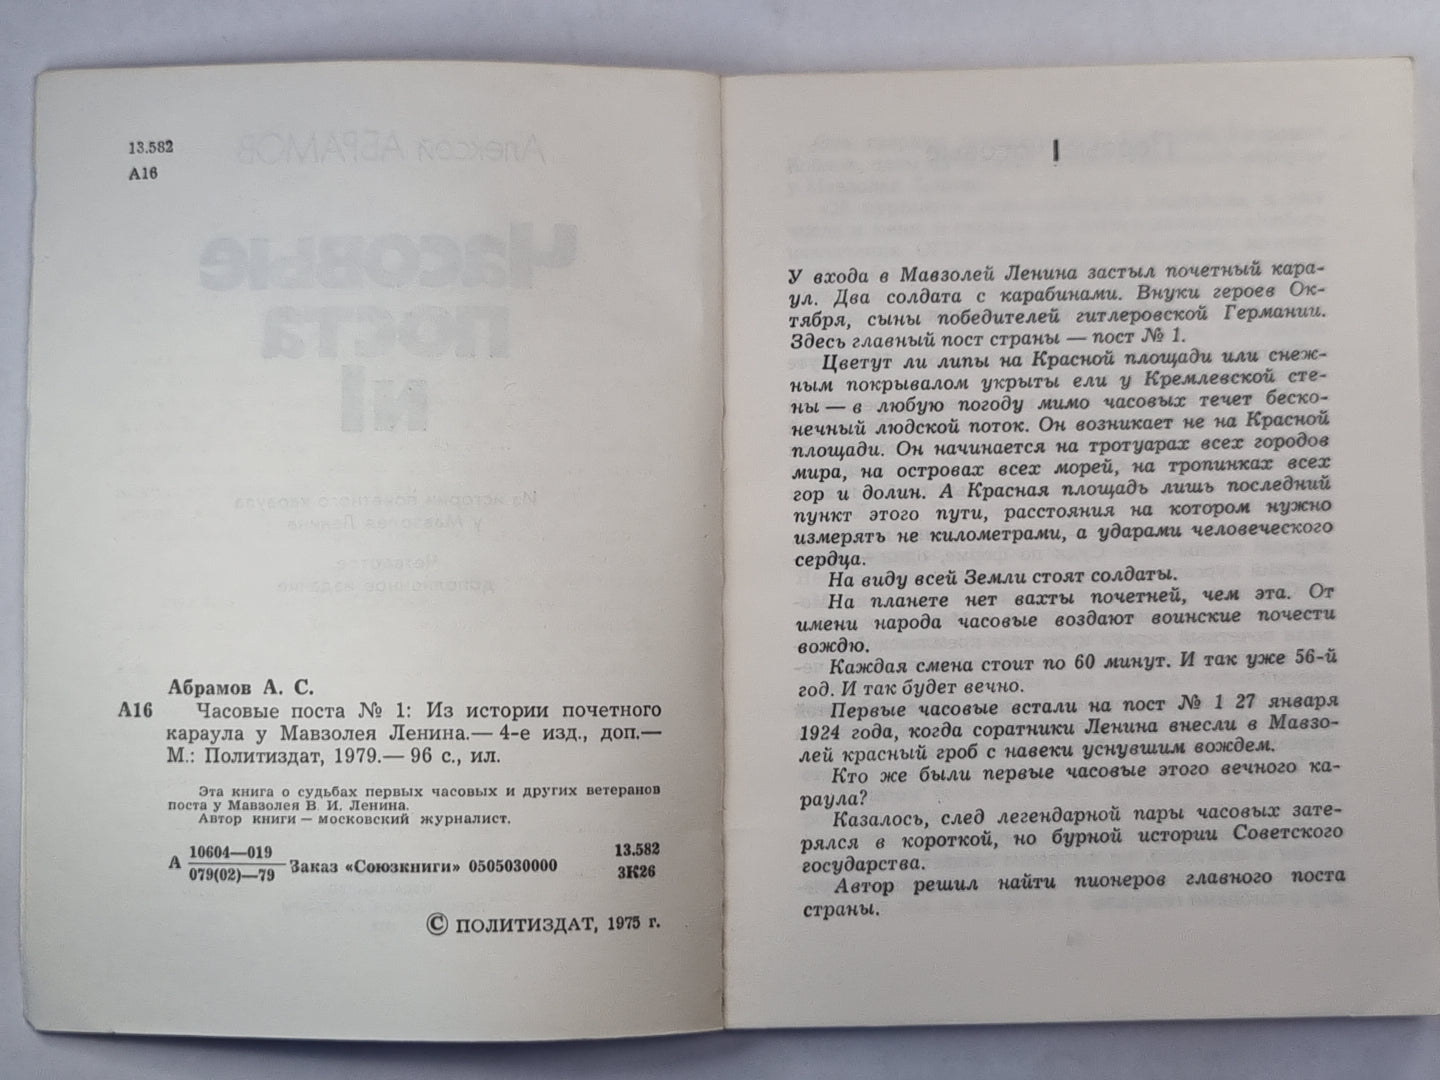 13.582
А16
Абрамов А. С.
А16 Часовые поста № 1: Из истории почетного
караула у Мавзолея Ленина.— 4-е изд., доп.—
М.: Политиздат, 1979.— 96 с., ил.
Эта книга о судьбах первых часовых и других ветеранов
поста у Мавзолея В. И. Ленина.
Автор книги — московский журналист.
А 10604—019
079(02)—79 Заказ «Союзкниги» 0505030000
13.582
3К26
© ПОЛИТИЗДАТ, 1975 г.
I
У входа в Мавзолей Ленина застыл почетный кара-
ул. Два солдата с карабинами. Внуки героев Ок-
тября, сыны победителей гитлеровской Германии.
Здесь главный пост страны — пост № 1.
Цветут ли липы на Красной площади или снеж-
ным покрывалом укрыты ели у Кремлевской сте-
ны — в любую погоду мимо часовых течет беско-
нечный людской поток. Он возникает не на Красной
площади. Он начинается на тротуарах всех городов
мира, на островах всех морей, на тропинках всех
гор и долин. А Красная площадь лишь последний
пункт этого пути, расстояния на котором нужно
измерять не километрами, а ударами человеческого
сердца.
На виду всей Земли стоят солдаты.
На планете нет вахты почетней, чем эта. От
имени народа часовые воздают воинские почести
вождю.
Каждая смена стоит по 60 минут. И так уже 56-й
год. И так будет вечно.
Первые часовые встали на пост № 1 27 января
1924 года, когда соратники Ленина внесли в Мавзо-
лей красный гроб с навеки уснувшим вождем.
Кто же были первые часовые этого вечного ка-
раула?
Казалось, след легендарной пары часовых зате-
рялся в короткой, но бурной истории Советского
государства.
Автор решил найти пионеров главного поста
страны.